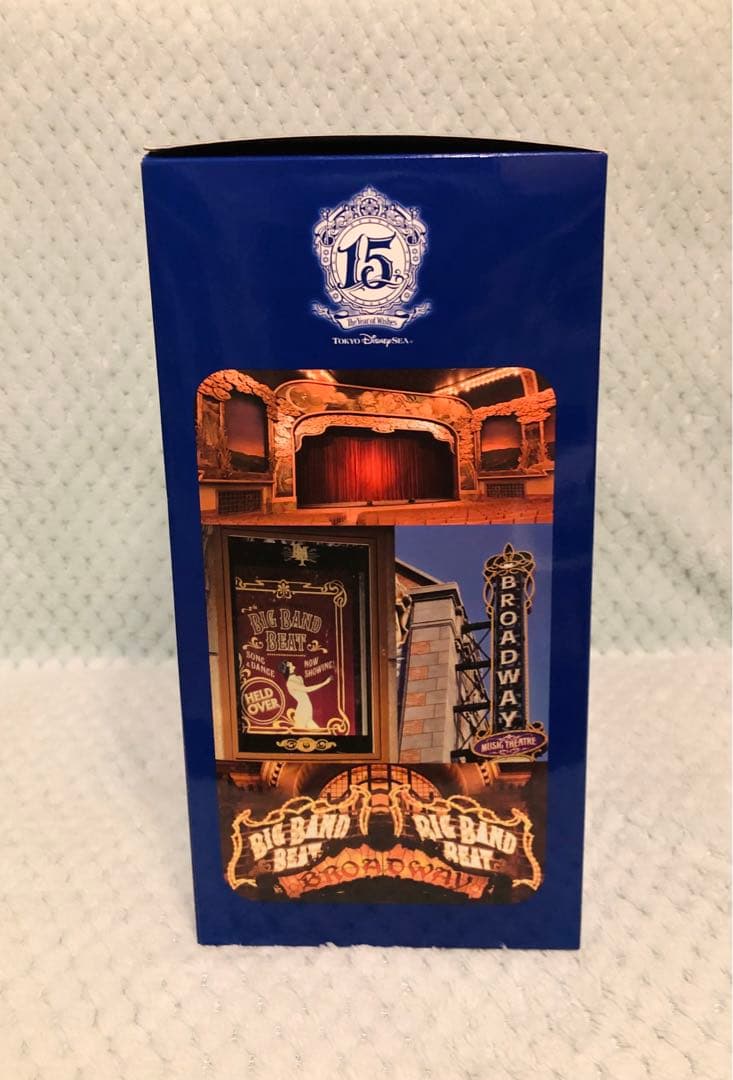 15
The Year of Wishes
TOKYO DisneySEA
BIG BAND
BEAT
SONG
& DANCE
NOW
SHOWING!
HELD
OVER
BROADWAY
MUSIC THEATRE
BIG BAND
BEAT
BIG BAND
BEAT
BROADWAY